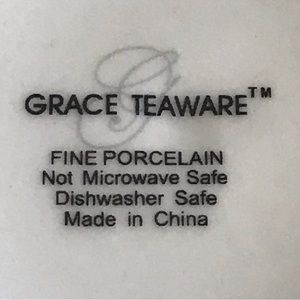 G
GRACE TEAWARE™
FINE PORCELAIN
Not Microwave Safe
Dishwasher Safe
Made in China